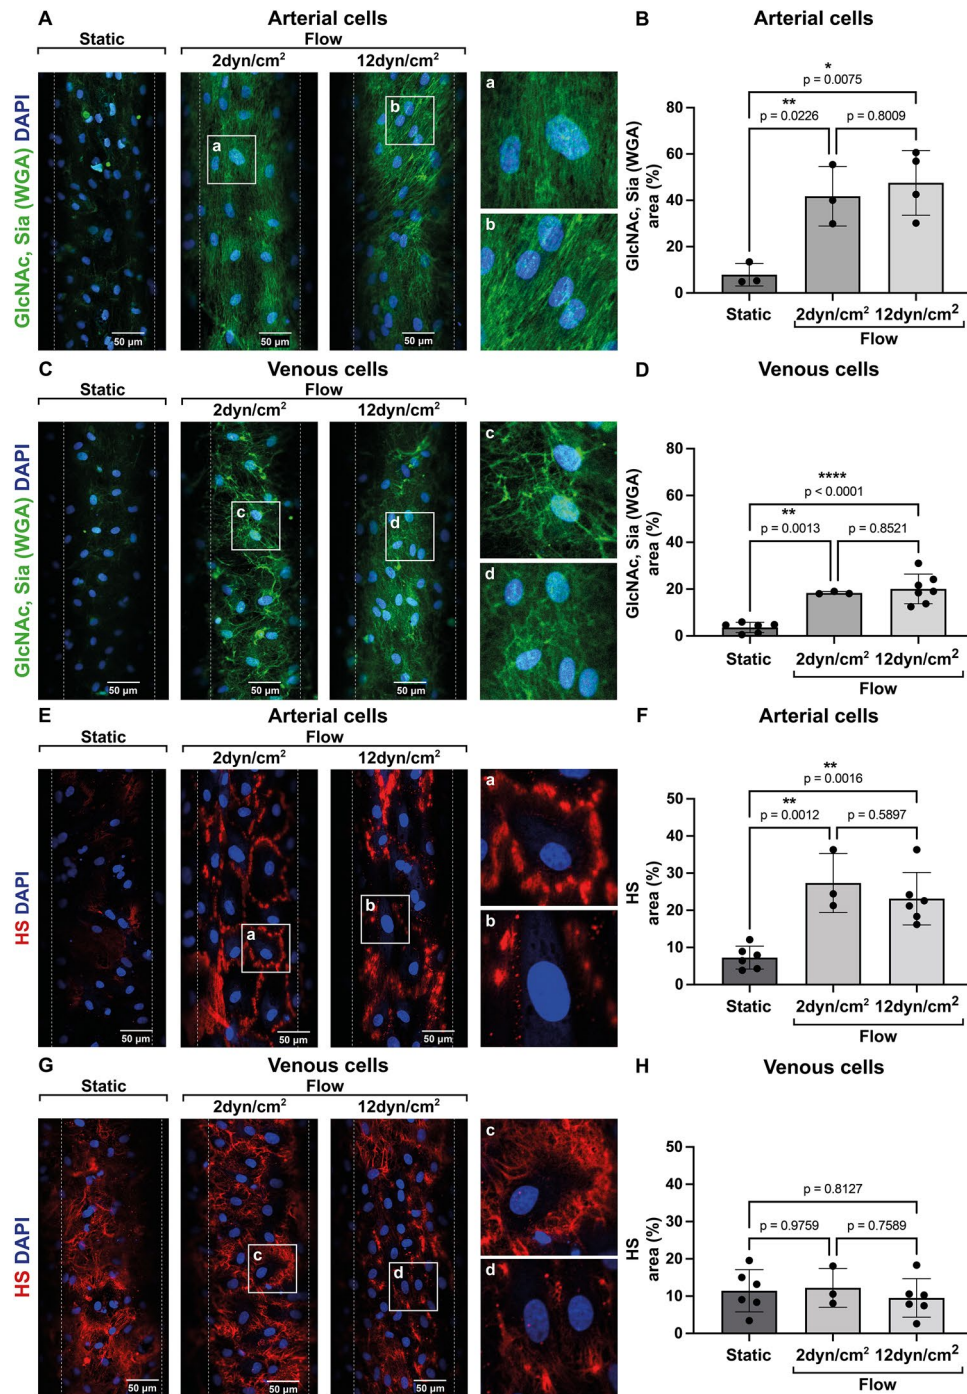 A
Arterial cells
Static
Flow
2dyn/cm²
12dyn/cm²
GlcNAc, Sia (WGA) DAPI
a
b
50 µm
50 µm
50 µm
a
b
B
Arterial cells
*
p = 0.0075
**
p = 0.0226
p = 0.8009
GlcNAc, Sia (WGA)
area (%)
80
60
40
20
0
Static
2dyn/cm²
12dyn/cm²
Flow
C
Venous cells
Static
Flow
2dyn/cm²
12dyn/cm²
GlcNAc, Sia (WGA) DAPI
c
d
50 µm
50 µm
50 µm
c
d
D
Venous cells
****
p < 0.0001
**
p = 0.0013
p = 0.8521
GlcNAc, Sia (WGA)
area (%)
80
60
40
20
0
Static
2dyn/cm²
12dyn/cm²
Flow
E
Arterial cells
Static
Flow
2dyn/cm²
12dyn/cm²
HS DAPI
a
b
50 µm
50 µm
50 µm
a
b
F
Arterial cells
**
p = 0.0016
**
p = 0.0012
p = 0.5897
HS
area (%)
50
40
30
20
10
0
Static
2dyn/cm²
12dyn/cm²
Flow
G
Venous cells
Static
Flow
2dyn/cm²
12dyn/cm²
HS DAPI
c
d
50 µm
50 µm
50 µm
c
d
H
Venous cells
p = 0.8127
p = 0.9759
p = 0.7589
HS
area (%)
50
40
30
20
10
0
Static
2dyn/cm²
12dyn/cm²
Flow